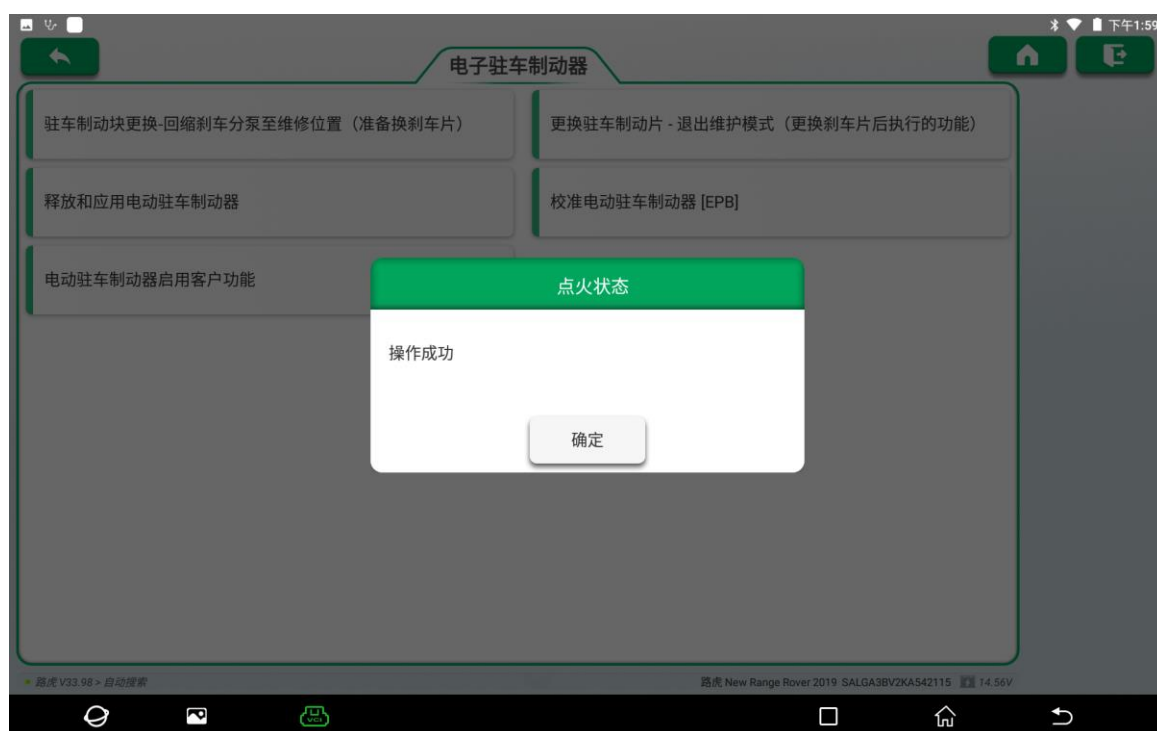 下午1:59
电子驻车制动器
驻车制动块更换-回缩刹车分泵至维修位置（准备换刹车片）
更换驻车制动片 - 退出维护模式（更换刹车片后执行的功能）
释放和应用电动驻车制动器
校准电动驻车制动器 [EPB]
电动驻车制动器启用客户功能
点火状态
操作成功
确定
路虎 V33.98 > 自动搜索
路虎 New Range Rover 2019 SALGA3BV2KA542115 14.56V
VCI